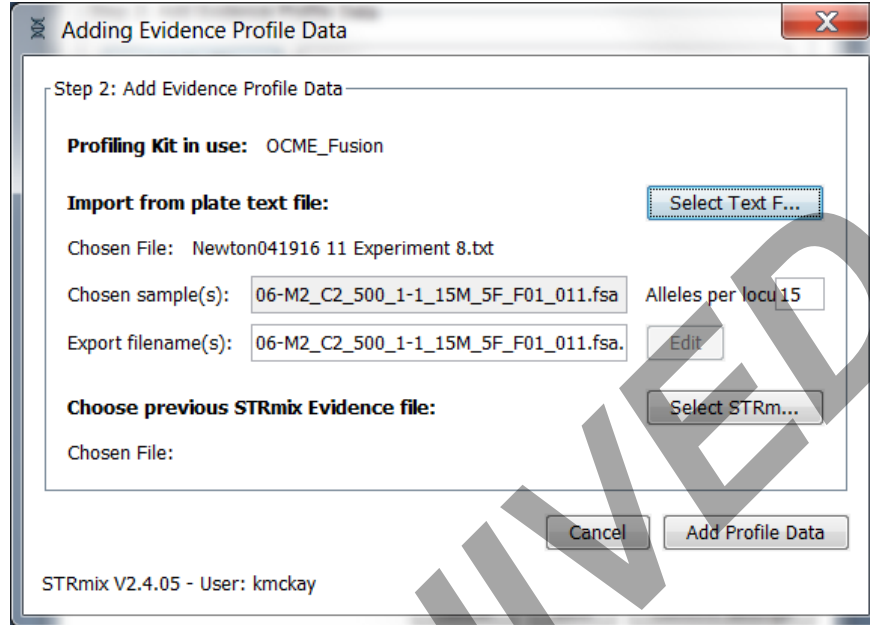 Adding Evidence Profile Data
X
Step 2: Add Evidence Profile Data
Profiling Kit in use: OCME_Fusion
Import from plate text file: Select Text F...
Chosen File: Newton041916 11 Experiment 8.txt
Chosen sample(s): 06-M2_C2_500_1-1_15M_5F_F01_011.fsa Alleles per locu 15
Export filename(s): 06-M2_C2_500_1-1_15M_5F_F01_011.fsa. Edit
Choose previous STRmix Evidence file: Select STRm...
Chosen File:
Cancel Add Profile Data
STRmix V2.4.05 - User: kmckay
IVED